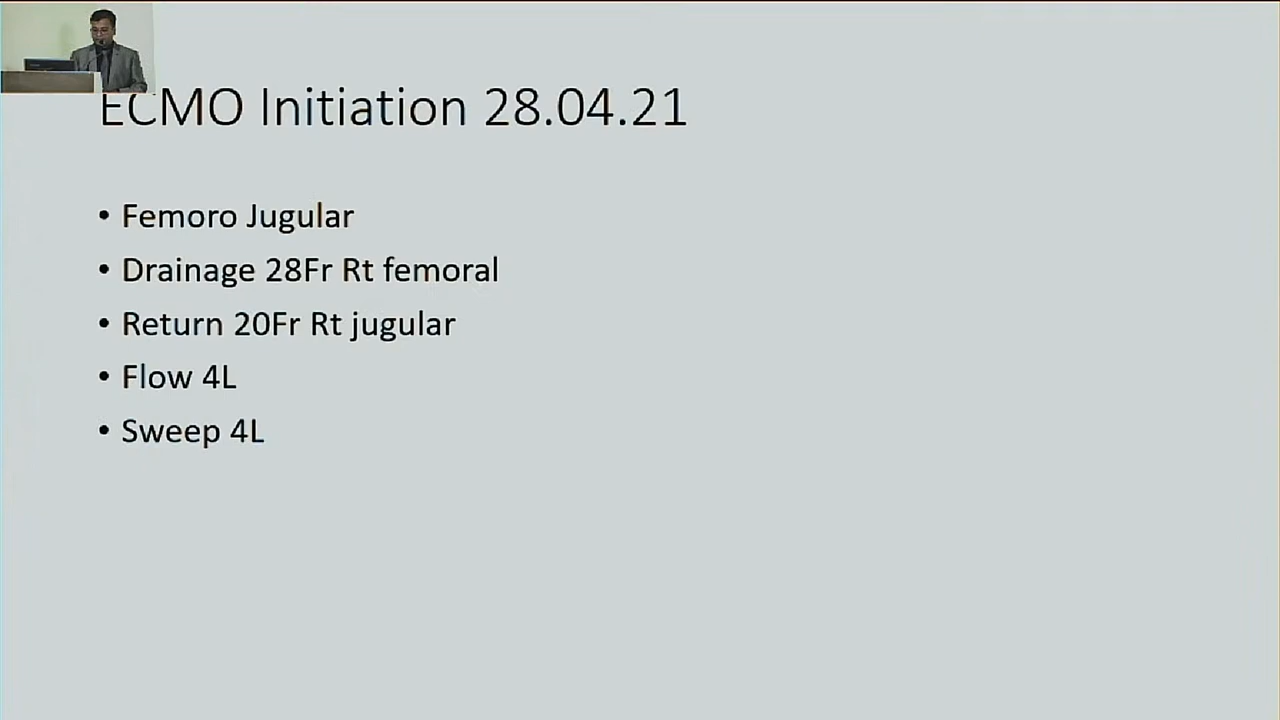 ECMO Initiation 28.04.21
• Femoro Jugular
• Drainage 28Fr Rt femoral
• Return 20Fr Rt jugular
• Flow 4L
• Sweep 4L